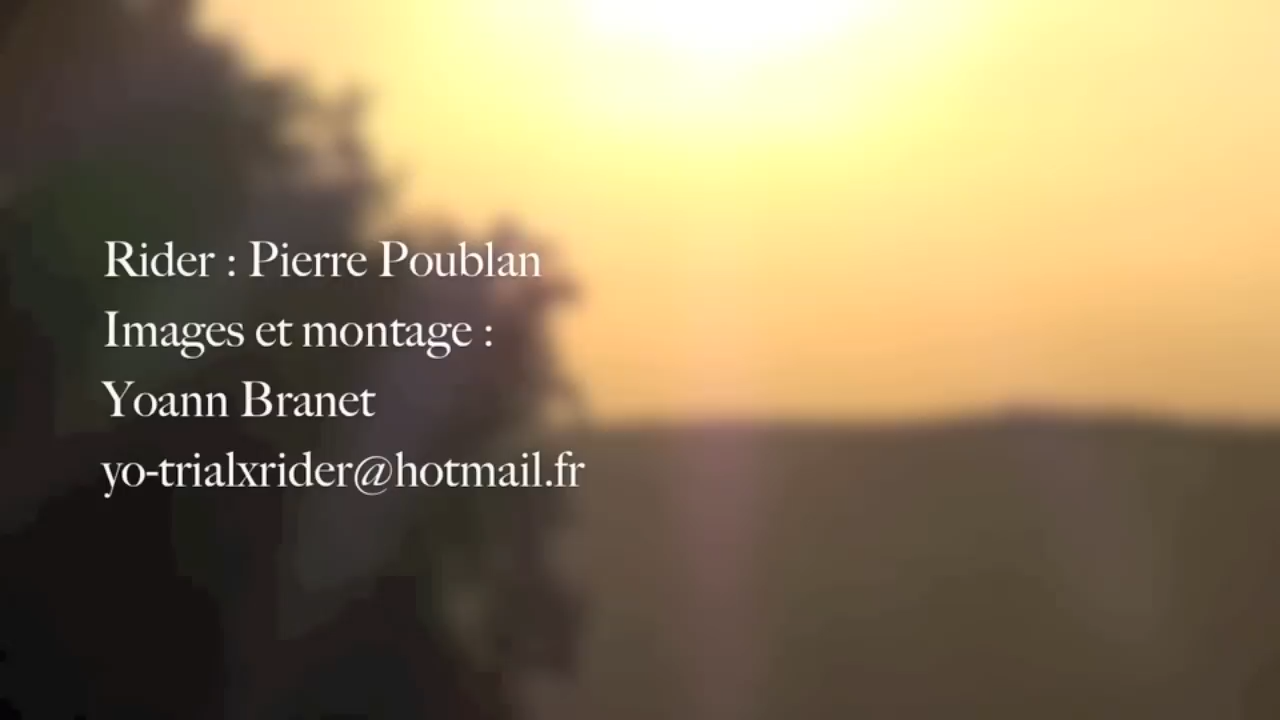 Rider : Pierre Poublan
Images et montage :
Yoann Branet
yo-trialxrider@hotmail.fr